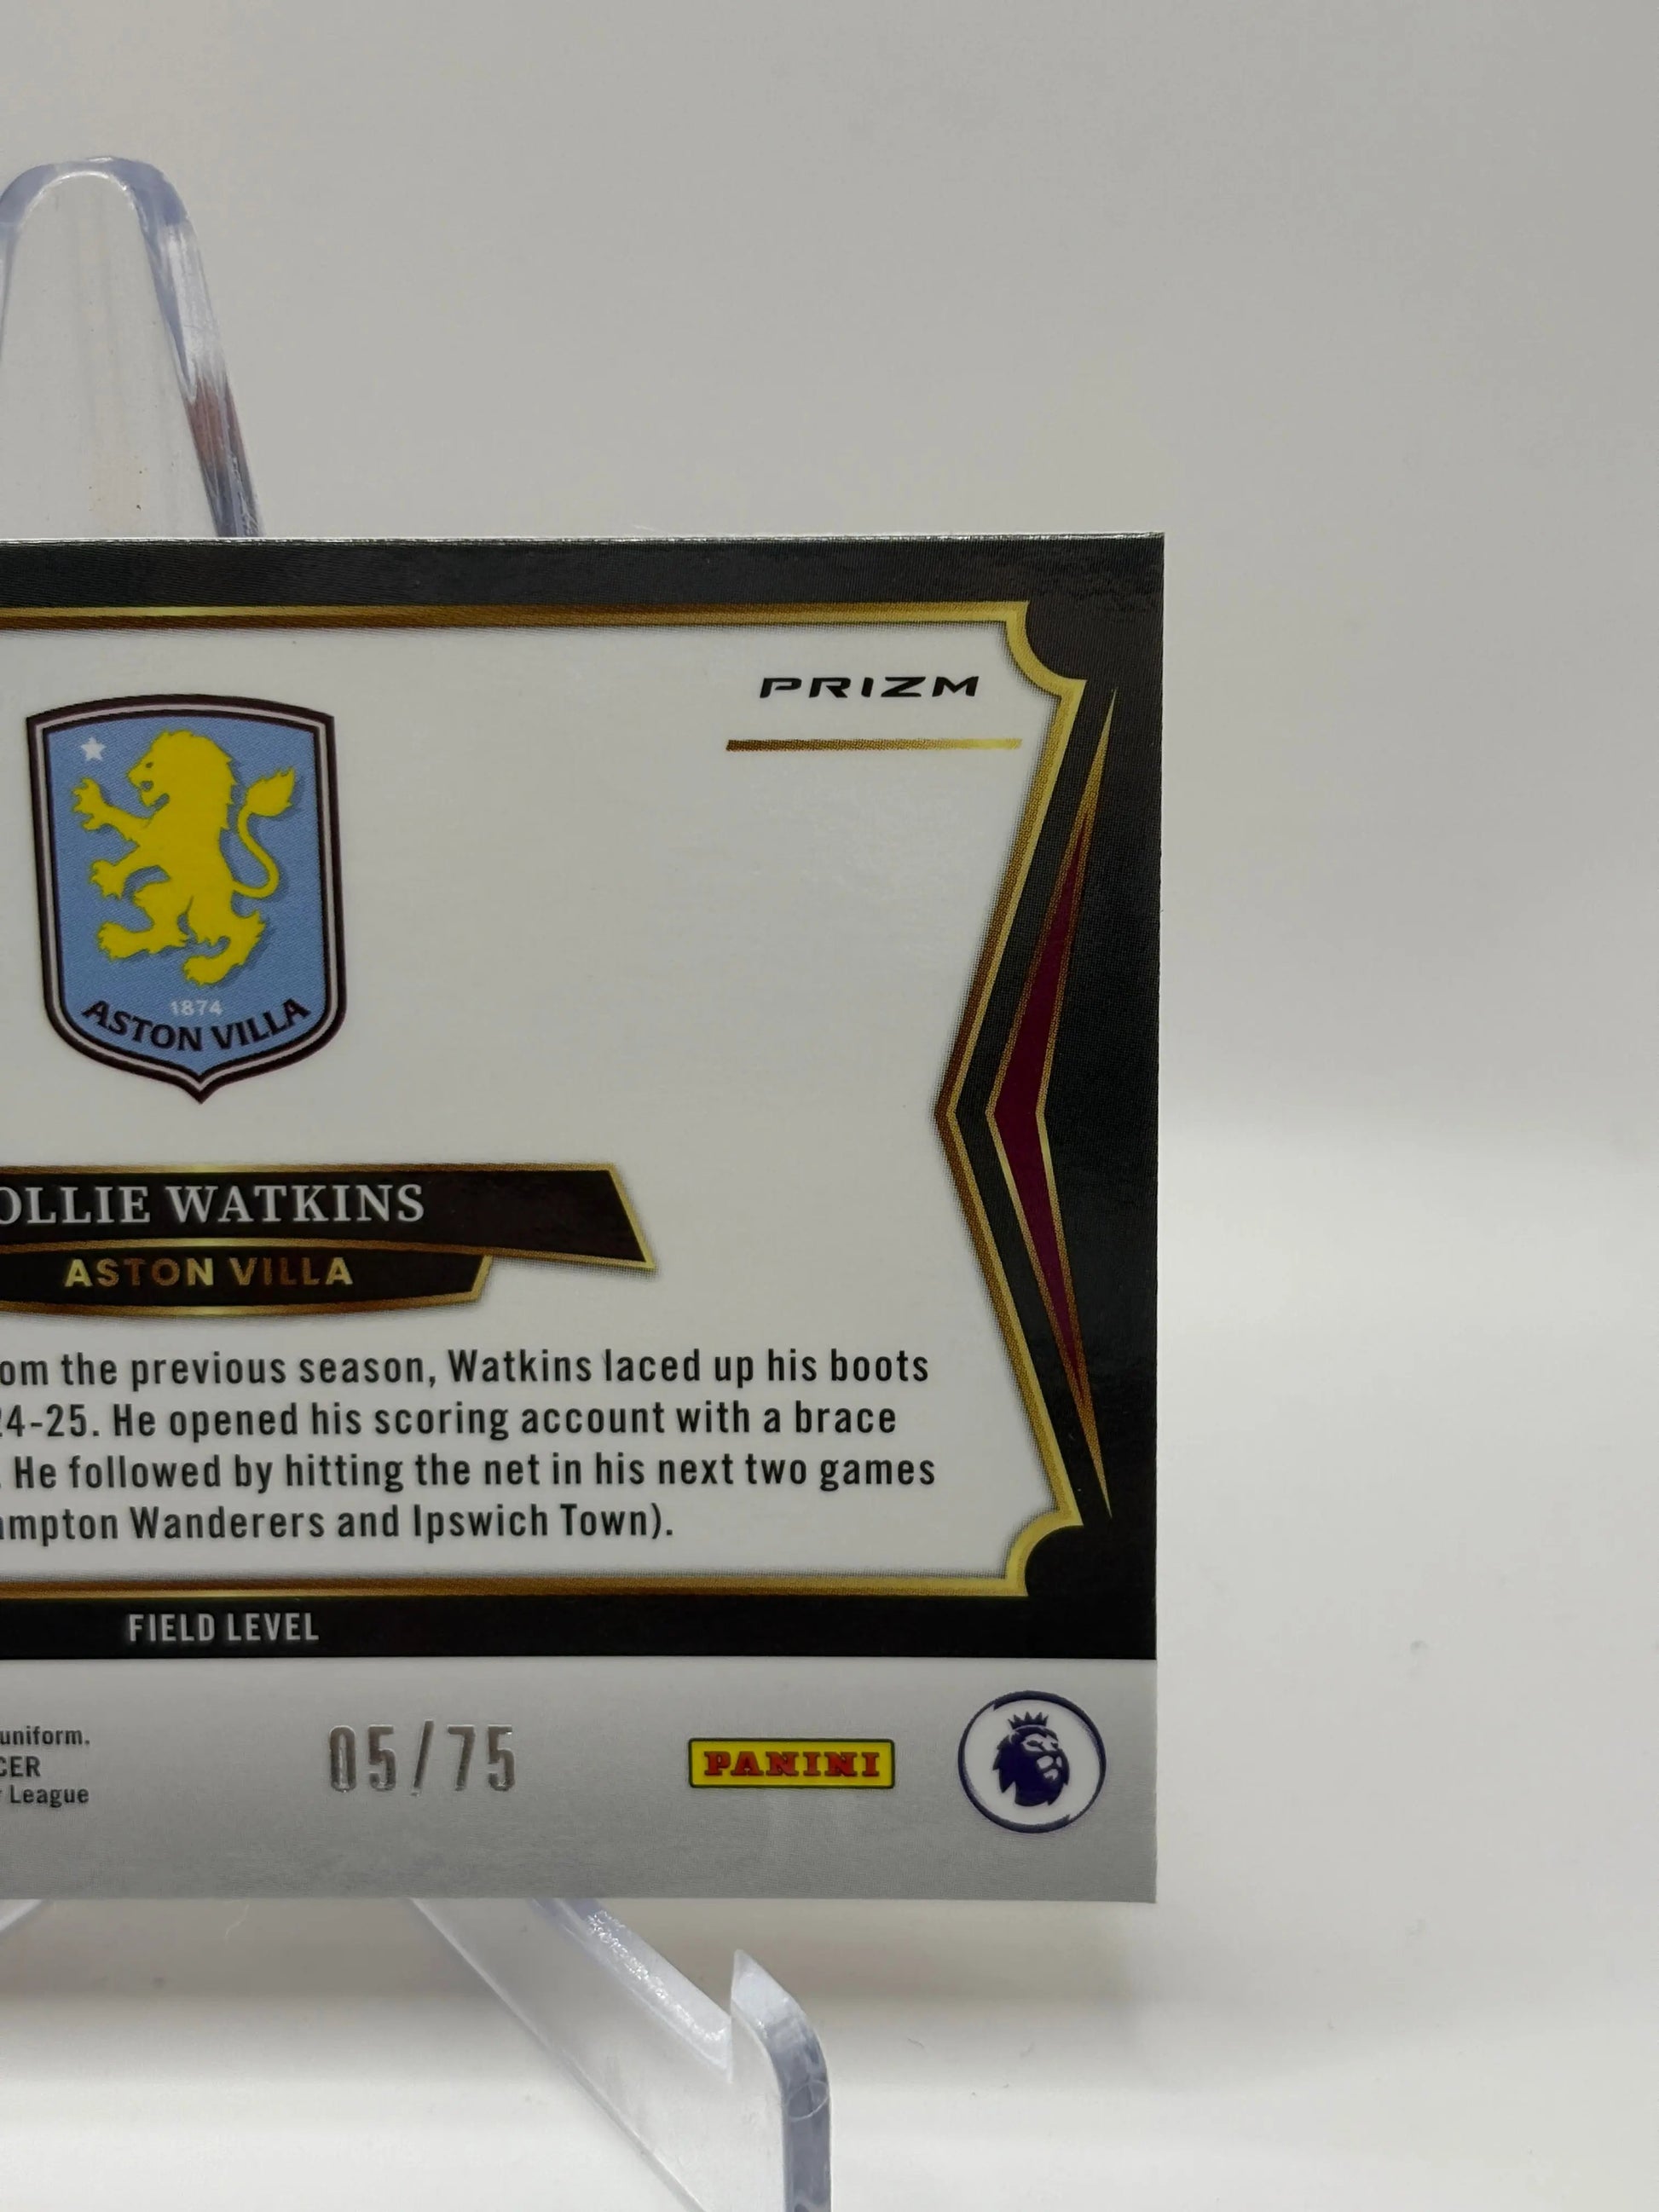 PRIZM
1874
ASTON VILLA
OLLIE WATKINS
ASTON VILLA
om the previous season, Watkins laced up his boots
24-25. He opened his scoring account with a brace
. He followed by hitting the net in his next two games
ampton Wanderers and Ipswich Town).
FIELD LEVEL
uniform.
CER
League
05/75
PANINI